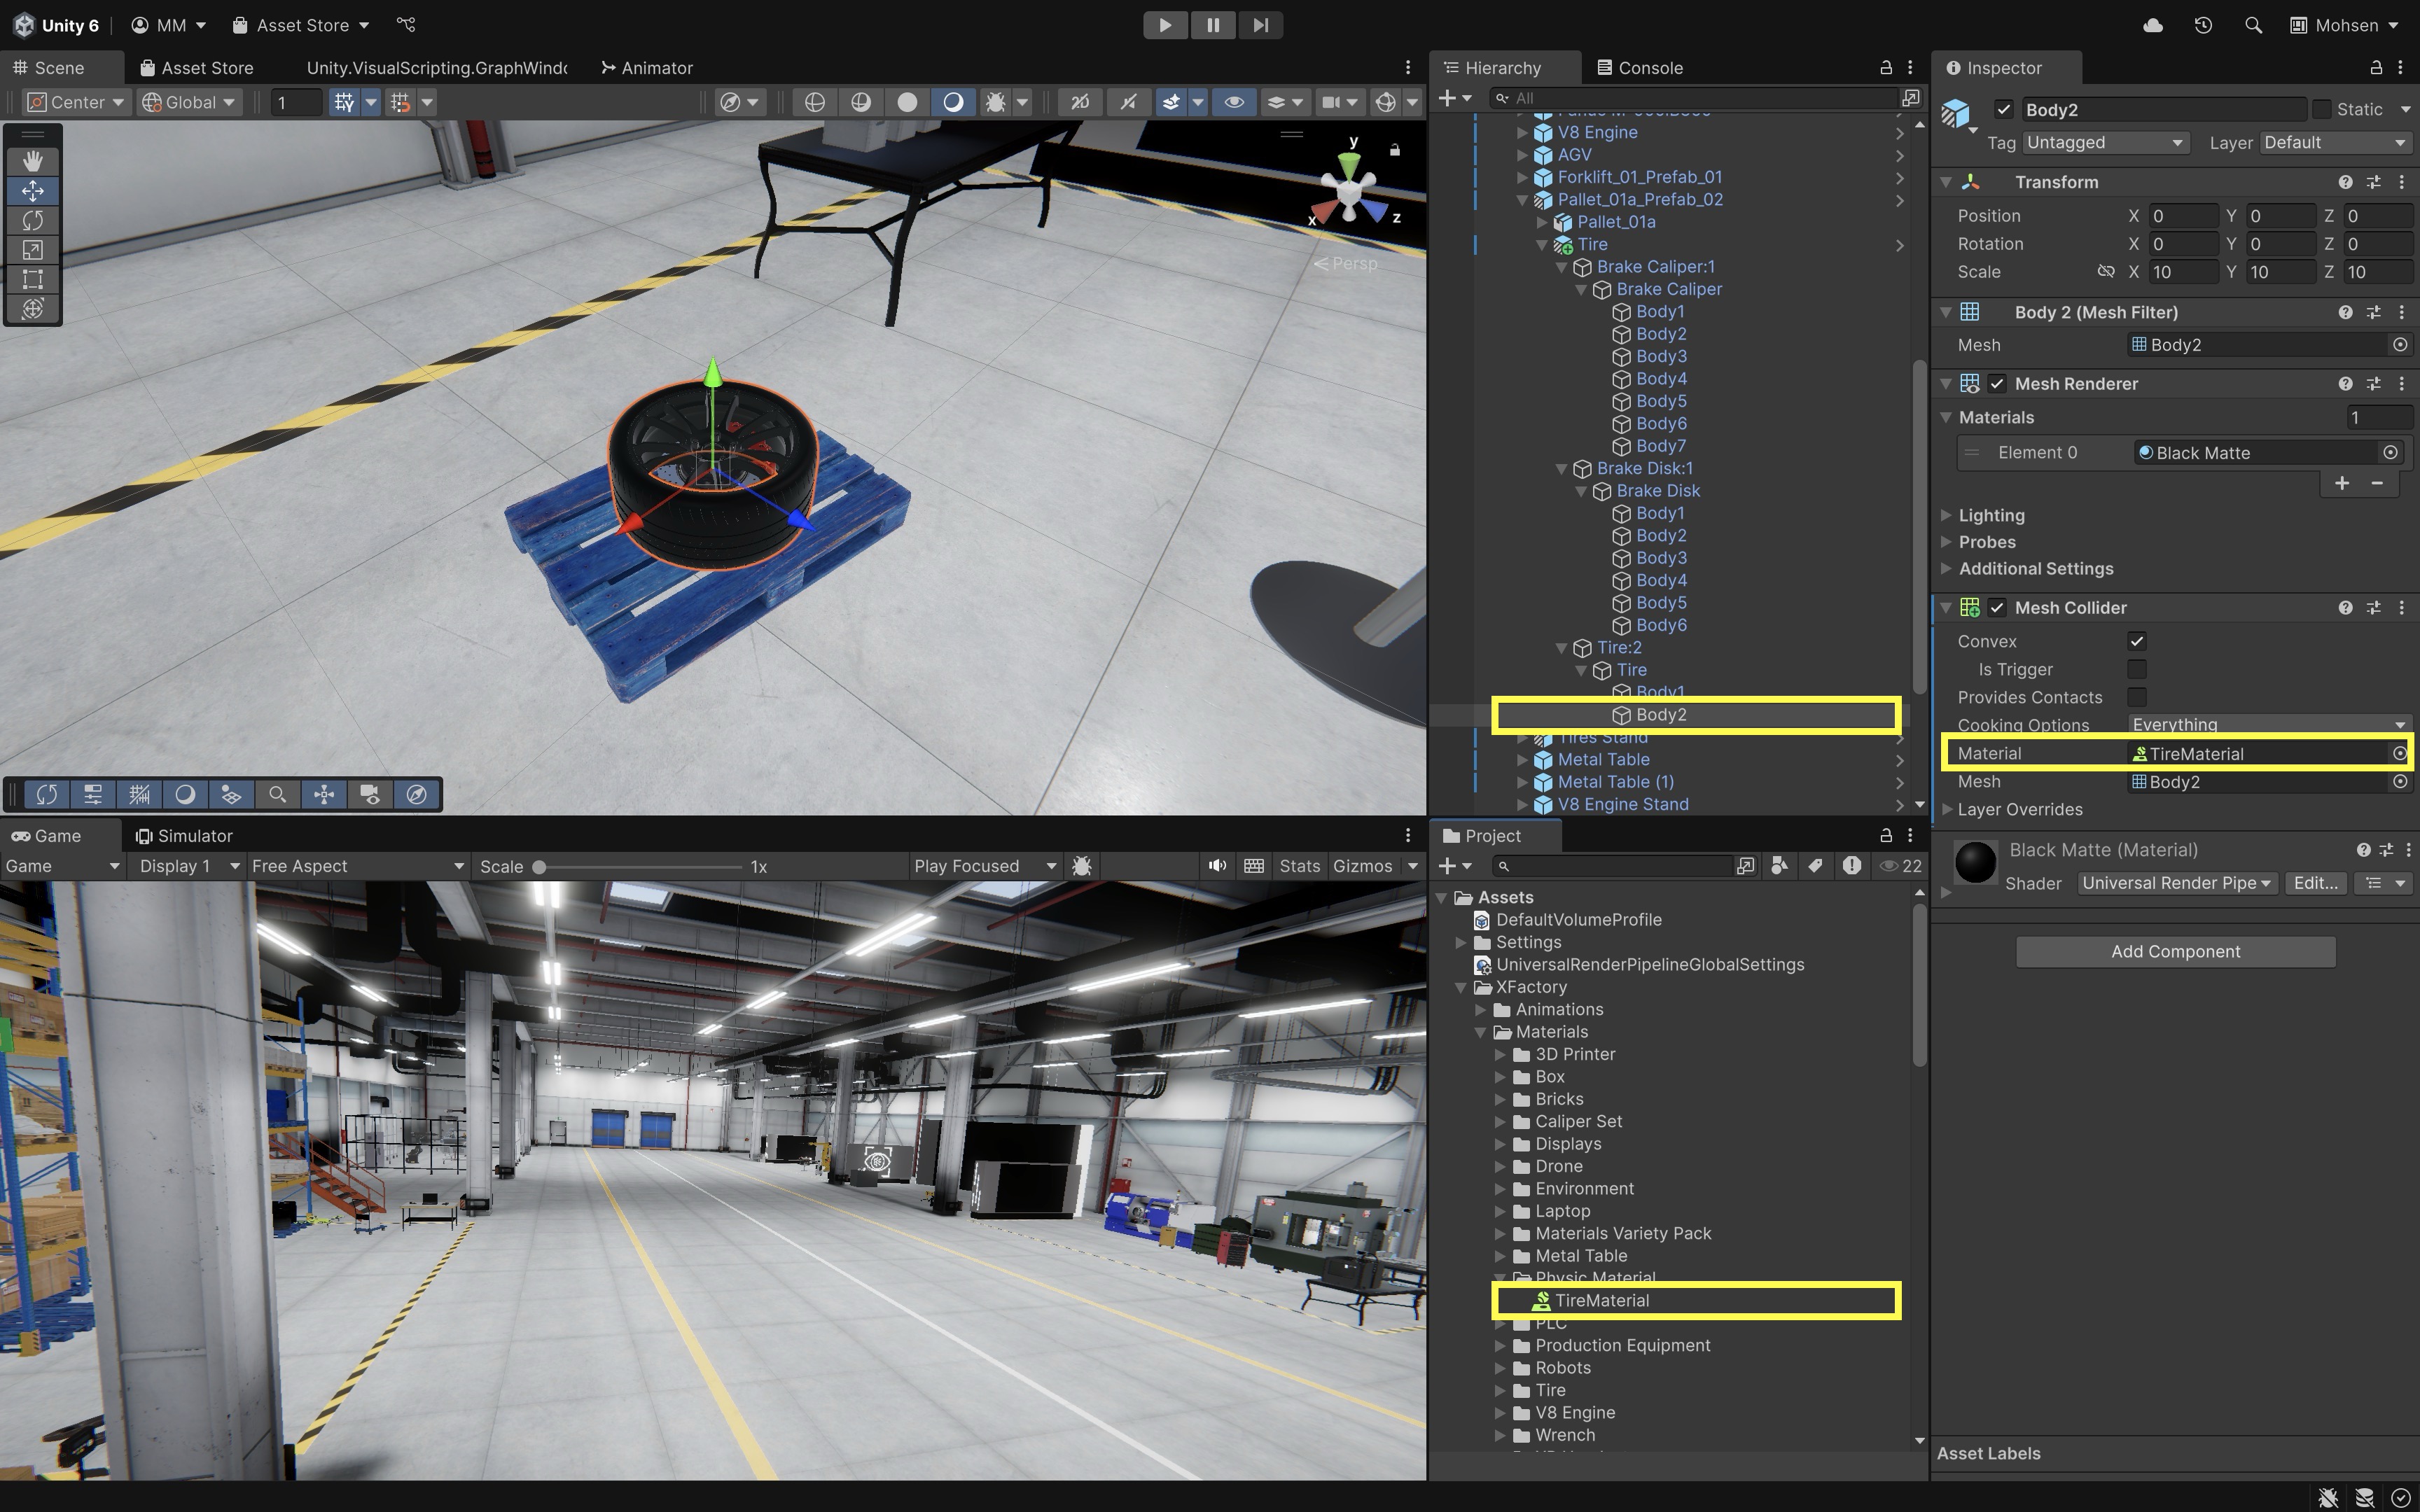 Unity 6 MM Asset Store Mohsen
Scene Asset Store Unity.VisualScripting.GraphWindo Animator
Center Global 1 2D
y
x z
Persp
Hierarchy Console
All
V8 Engine
AGV
Forklift_01_Prefab_01
Pallet_01a_Prefab_02
Pallet_01a
Tire
Brake Caliper:1
Brake Caliper
Body1
Body2
Body3
Body4
Body5
Body6
Body7
Brake Disk:1
Brake Disk
Body1
Body2
Body3
Body4
Body5
Body6
Tire:2
Tire
Body1
Body2
Tires Stand
Metal Table
Metal Table (1)
V8 Engine Stand
Inspector
Body2 Static
Tag Untagged Layer Default
Transform
Position X 0 Y 0 Z 0
Rotation X 0 Y 0 Z 0
Scale X 10 Y 10 Z 10
Body 2 (Mesh Filter)
Mesh Body2
Mesh Renderer
Materials 1
Element 0 Black Matte
Lighting
Probes
Additional Settings
Mesh Collider
Convex
Is Trigger
Provides Contacts
Cooking Options Everything
Material TireMaterial
Mesh Body2
Layer Overrides
Black Matte (Material)
Shader Universal Render Pipe Edit...
Add Component
Asset Labels
Game Simulator
Game Display 1 Free Aspect Scale 1x Play Focused Stats Gizmos
Project
22
Assets
DefaultVolumeProfile
Settings
UniversalRenderPipelineGlobalSettings
XFactory
Animations
Materials
3D Printer
Box
Bricks
Caliper Set
Displays
Drone
Environment
Laptop
Materials Variety Pack
Metal Table
Physic Material
TireMaterial
PLC
Production Equipment
Robots
Tire
V8 Engine
Wrench